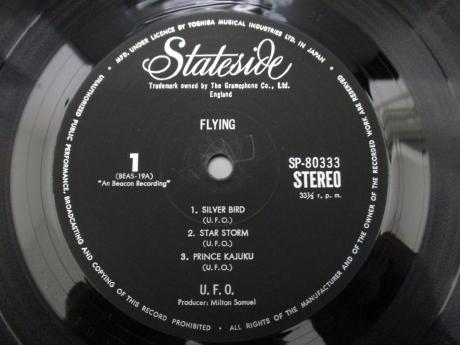 • MFD. UNDER LICENCE BY TOSHIBA MUSICAL INDUSTRIES LTD. IN JAPAN •
Stateside
Trademark owned by The Gramophone Co., Ltd.
England
FLYING
1
(BEAS-19A)
"An Beacon Recording"
SP-80333
STEREO
33⅓ r. p. m.
1. SILVER BIRD
(U. F. O.)
2. STAR STORM
(U. F. O.)
3. PRINCE KAJUKU
(U. F. O.)
U. F. O.
Producer: Milton Samuel
UNAUTHORIZED PUBLIC PERFORMANCE, BROADCASTING AND COPYING OF THIS RECORD PROHIBITED • ALL RIGHTS OF THE MANUFACTURER AND OF THE OWNER OF THE RECORDED WORK ARE RESERVED